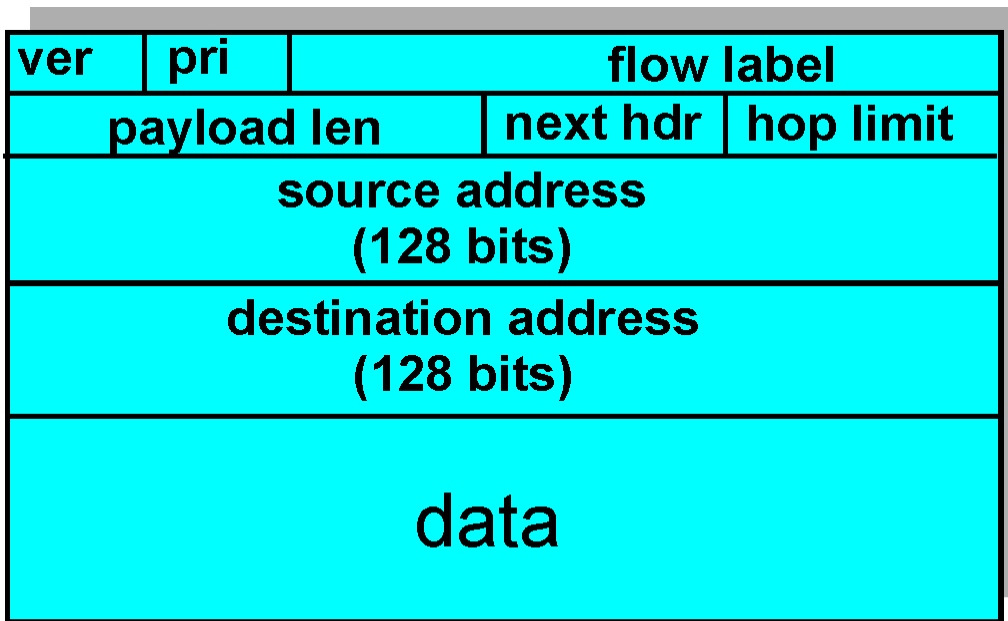 ver pri flow label
payload len next hdr hop limit
source address
(128 bits)
destination address
(128 bits)
data